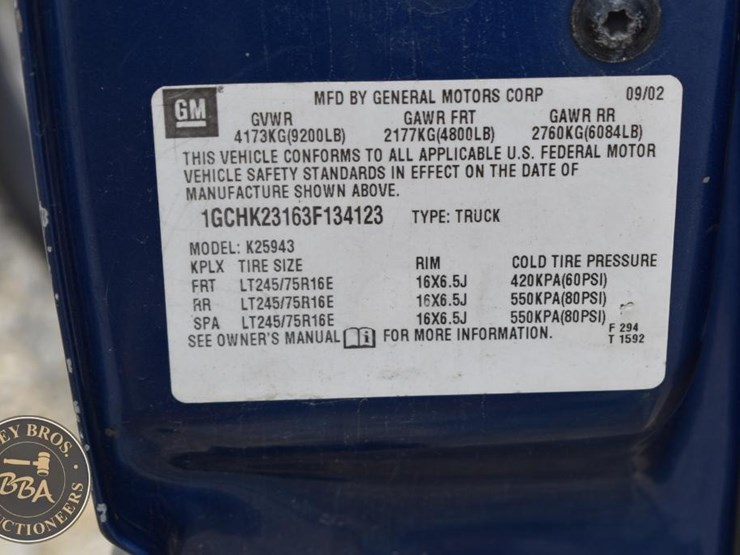 GM
MFD BY GENERAL MOTORS CORP 09/02
GVWR GAWR FRT GAWR RR
4173KG(9200LB) 2177KG(4800LB) 2760KG(6084LB)
THIS VEHICLE CONFORMS TO ALL APPLICABLE U.S. FEDERAL MOTOR
VEHICLE SAFETY STANDARDS IN EFFECT ON THE DATE OF
MANUFACTURE SHOWN ABOVE.
1GCHK23163F134123 TYPE: TRUCK
MODEL: K25943
KPLX TIRE SIZE RIM COLD TIRE PRESSURE
FRT LT245/75R16E 16X6.5J 420KPA(60PSI)
RR LT245/75R16E 16X6.5J 550KPA(80PSI)
SPA LT245/75R16E 16X6.5J 550KPA(80PSI)
SEE OWNER'S MANUAL FOR MORE INFORMATION.
F 294
T 1592
EY BROS.
BBA
CTIONEERS